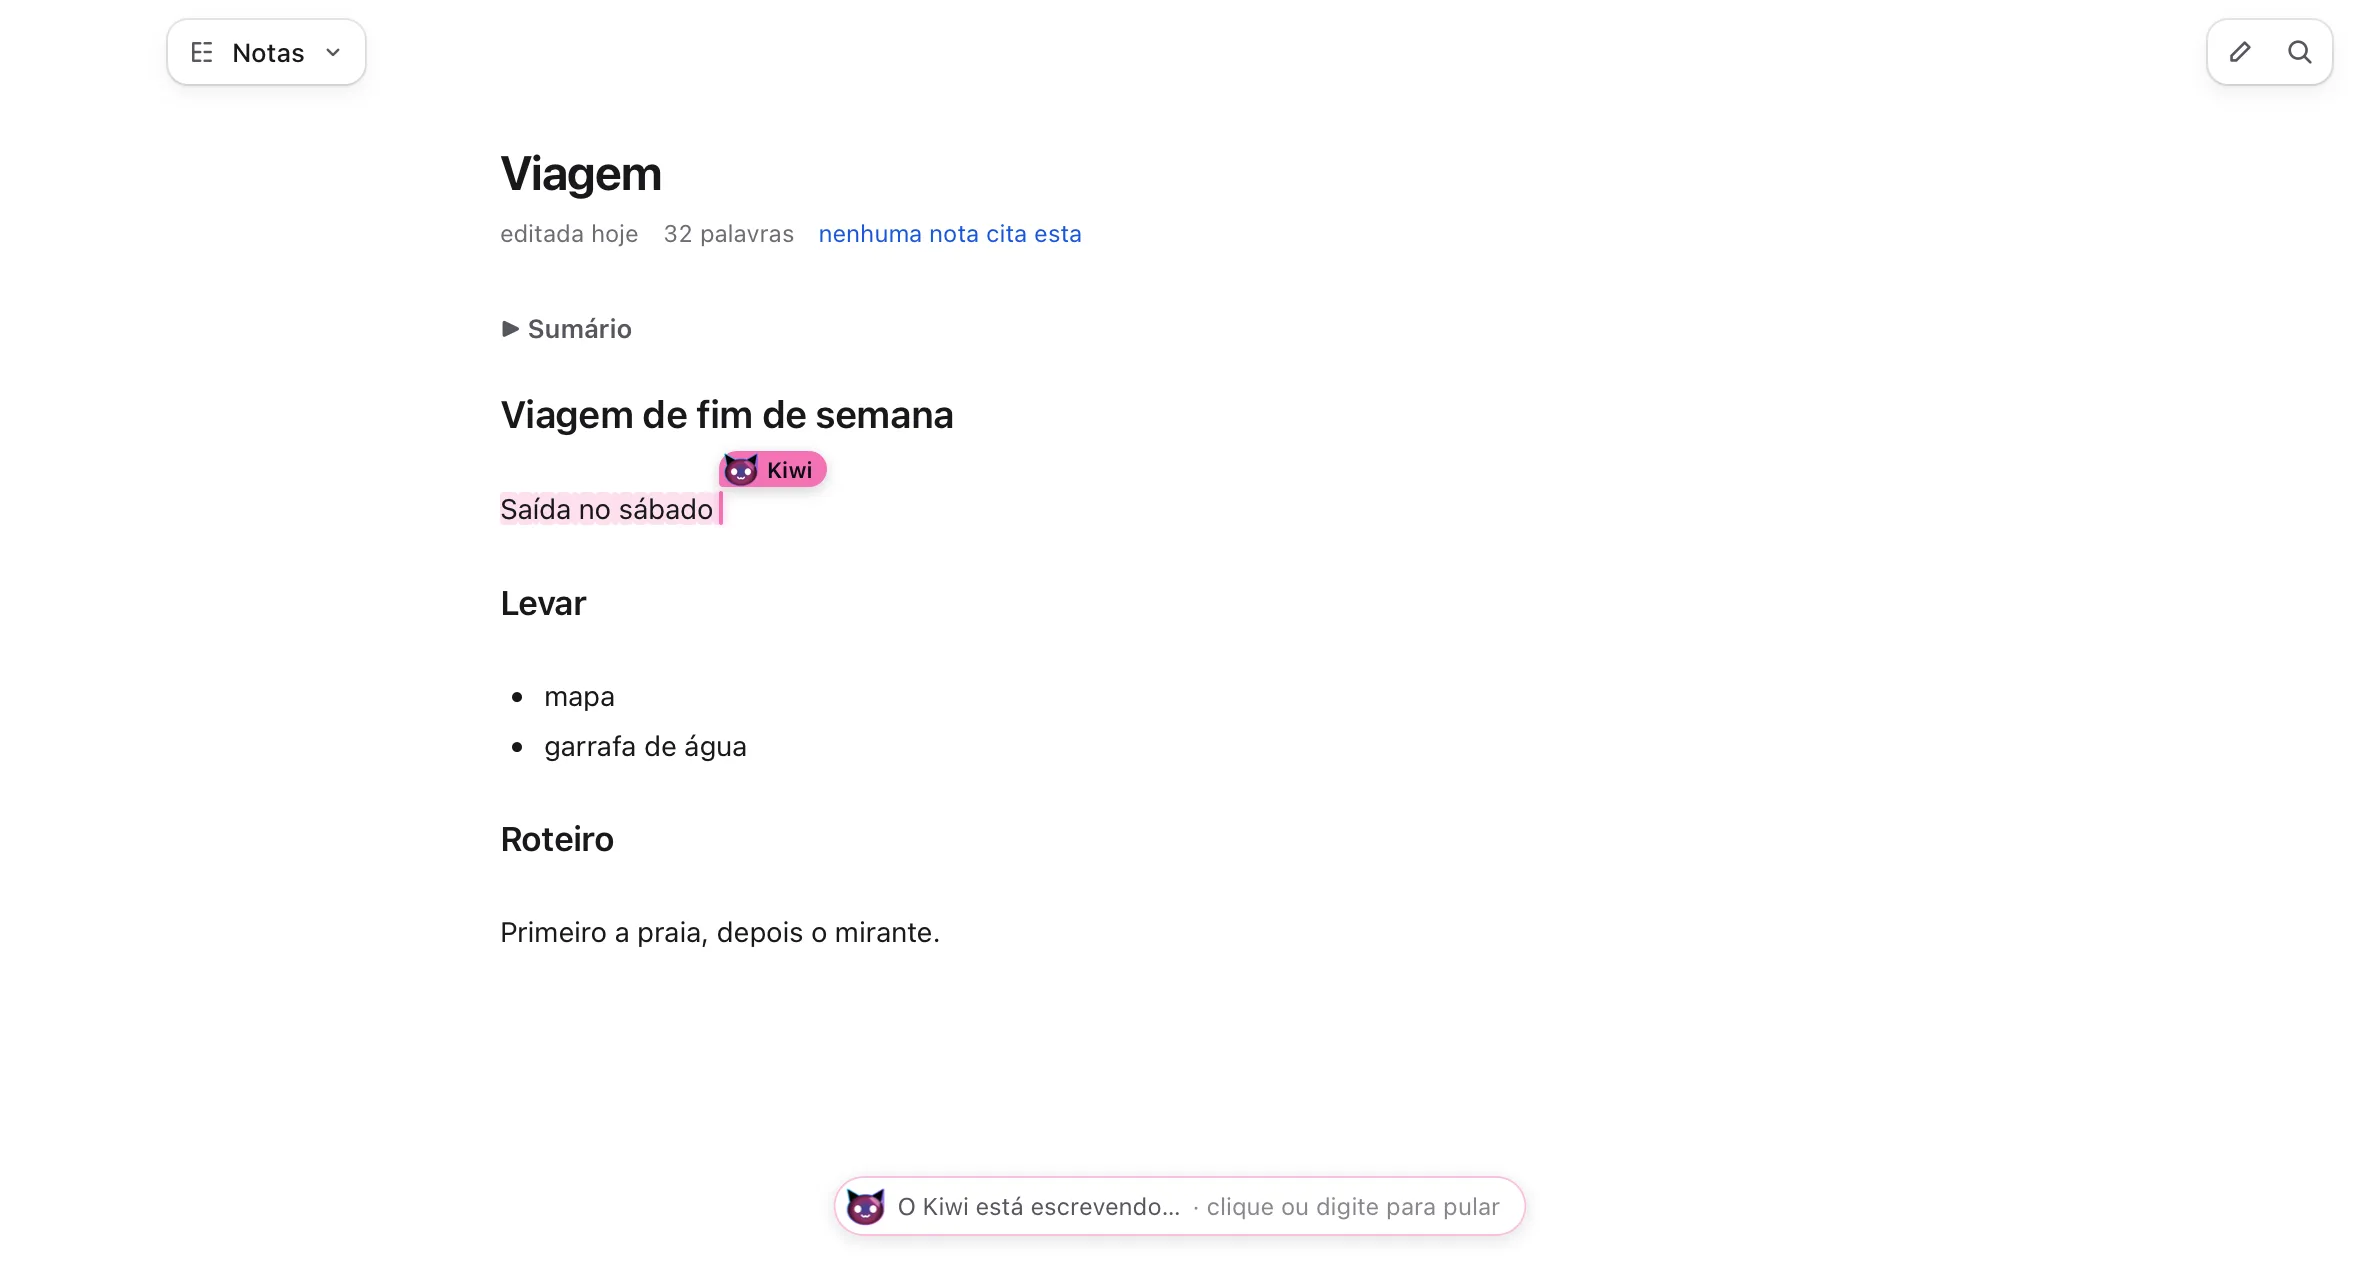 Notas
Viagem
editada hoje 32 palavras nenhuma nota cita esta
Sumário
Viagem de fim de semana
Kiwi
Saída no sábado
Levar
mapa
garrafa de água
Roteiro
Primeiro a praia, depois o mirante.
O Kiwi está escrevendo... · clique ou digite para pular